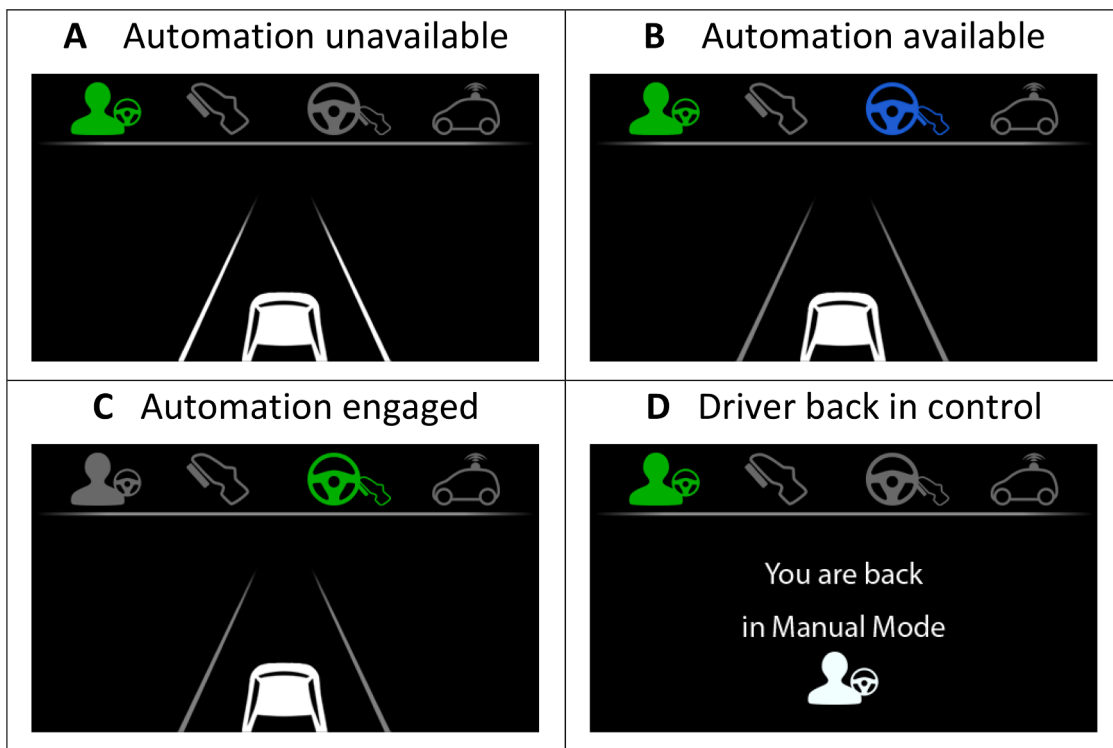 A Automation unavailable
B Automation available
C Automation engaged
D Driver back in control
You are back
in Manual Mode